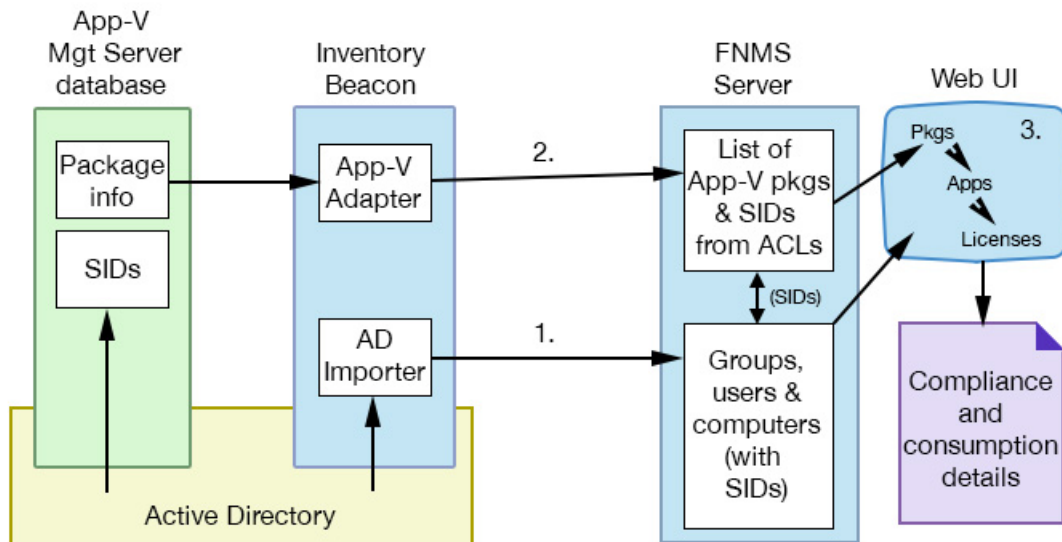 App-V
Mgt Server
database
Inventory
Beacon
FNMS
Server
Web UI
Package
info
SIDs
App-V
Adapter
2.
List of
App-V pkgs
& SIDs
from ACLs
Pkgs
3.
Apps
Licenses
(SIDs)
AD
Importer
1.
Groups,
users &
computers
(with
SIDs)
Compliance
and
consumption
details
Active Directory